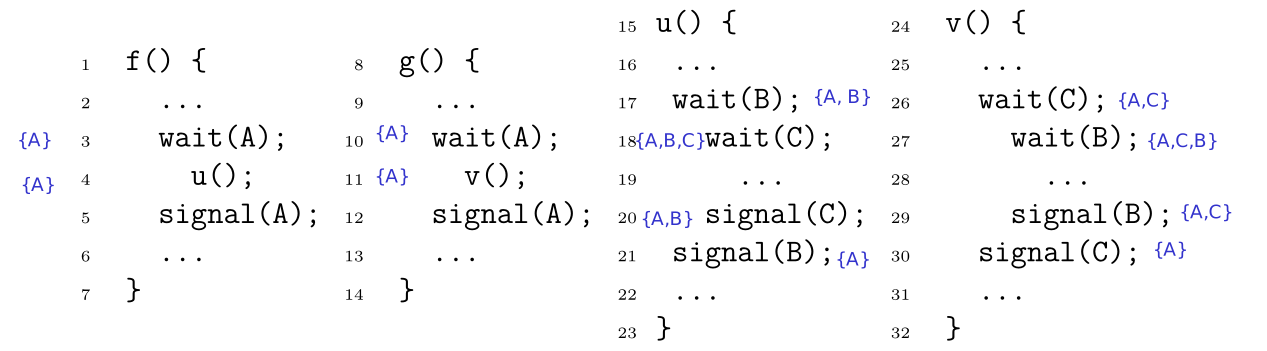 1 f() {
2 ...
{A} 3 wait(A);
{A} 4 u();
5 signal(A);
6 ...
7 }
8 g() {
9 ...
10 {A} wait(A);
11 {A} v();
12 signal(A);
13 ...
14 }
15 u() {
16 ...
17 wait(B); {A, B}
18 {A,B,C} wait(C);
19 ...
20 {A,B} signal(C);
21 signal(B); {A}
22 ...
23 }
24 v() {
25 ...
26 wait(C); {A,C}
27 wait(B); {A,C,B}
28 ...
29 signal(B); {A,C}
30 signal(C); {A}
31 ...
32 }